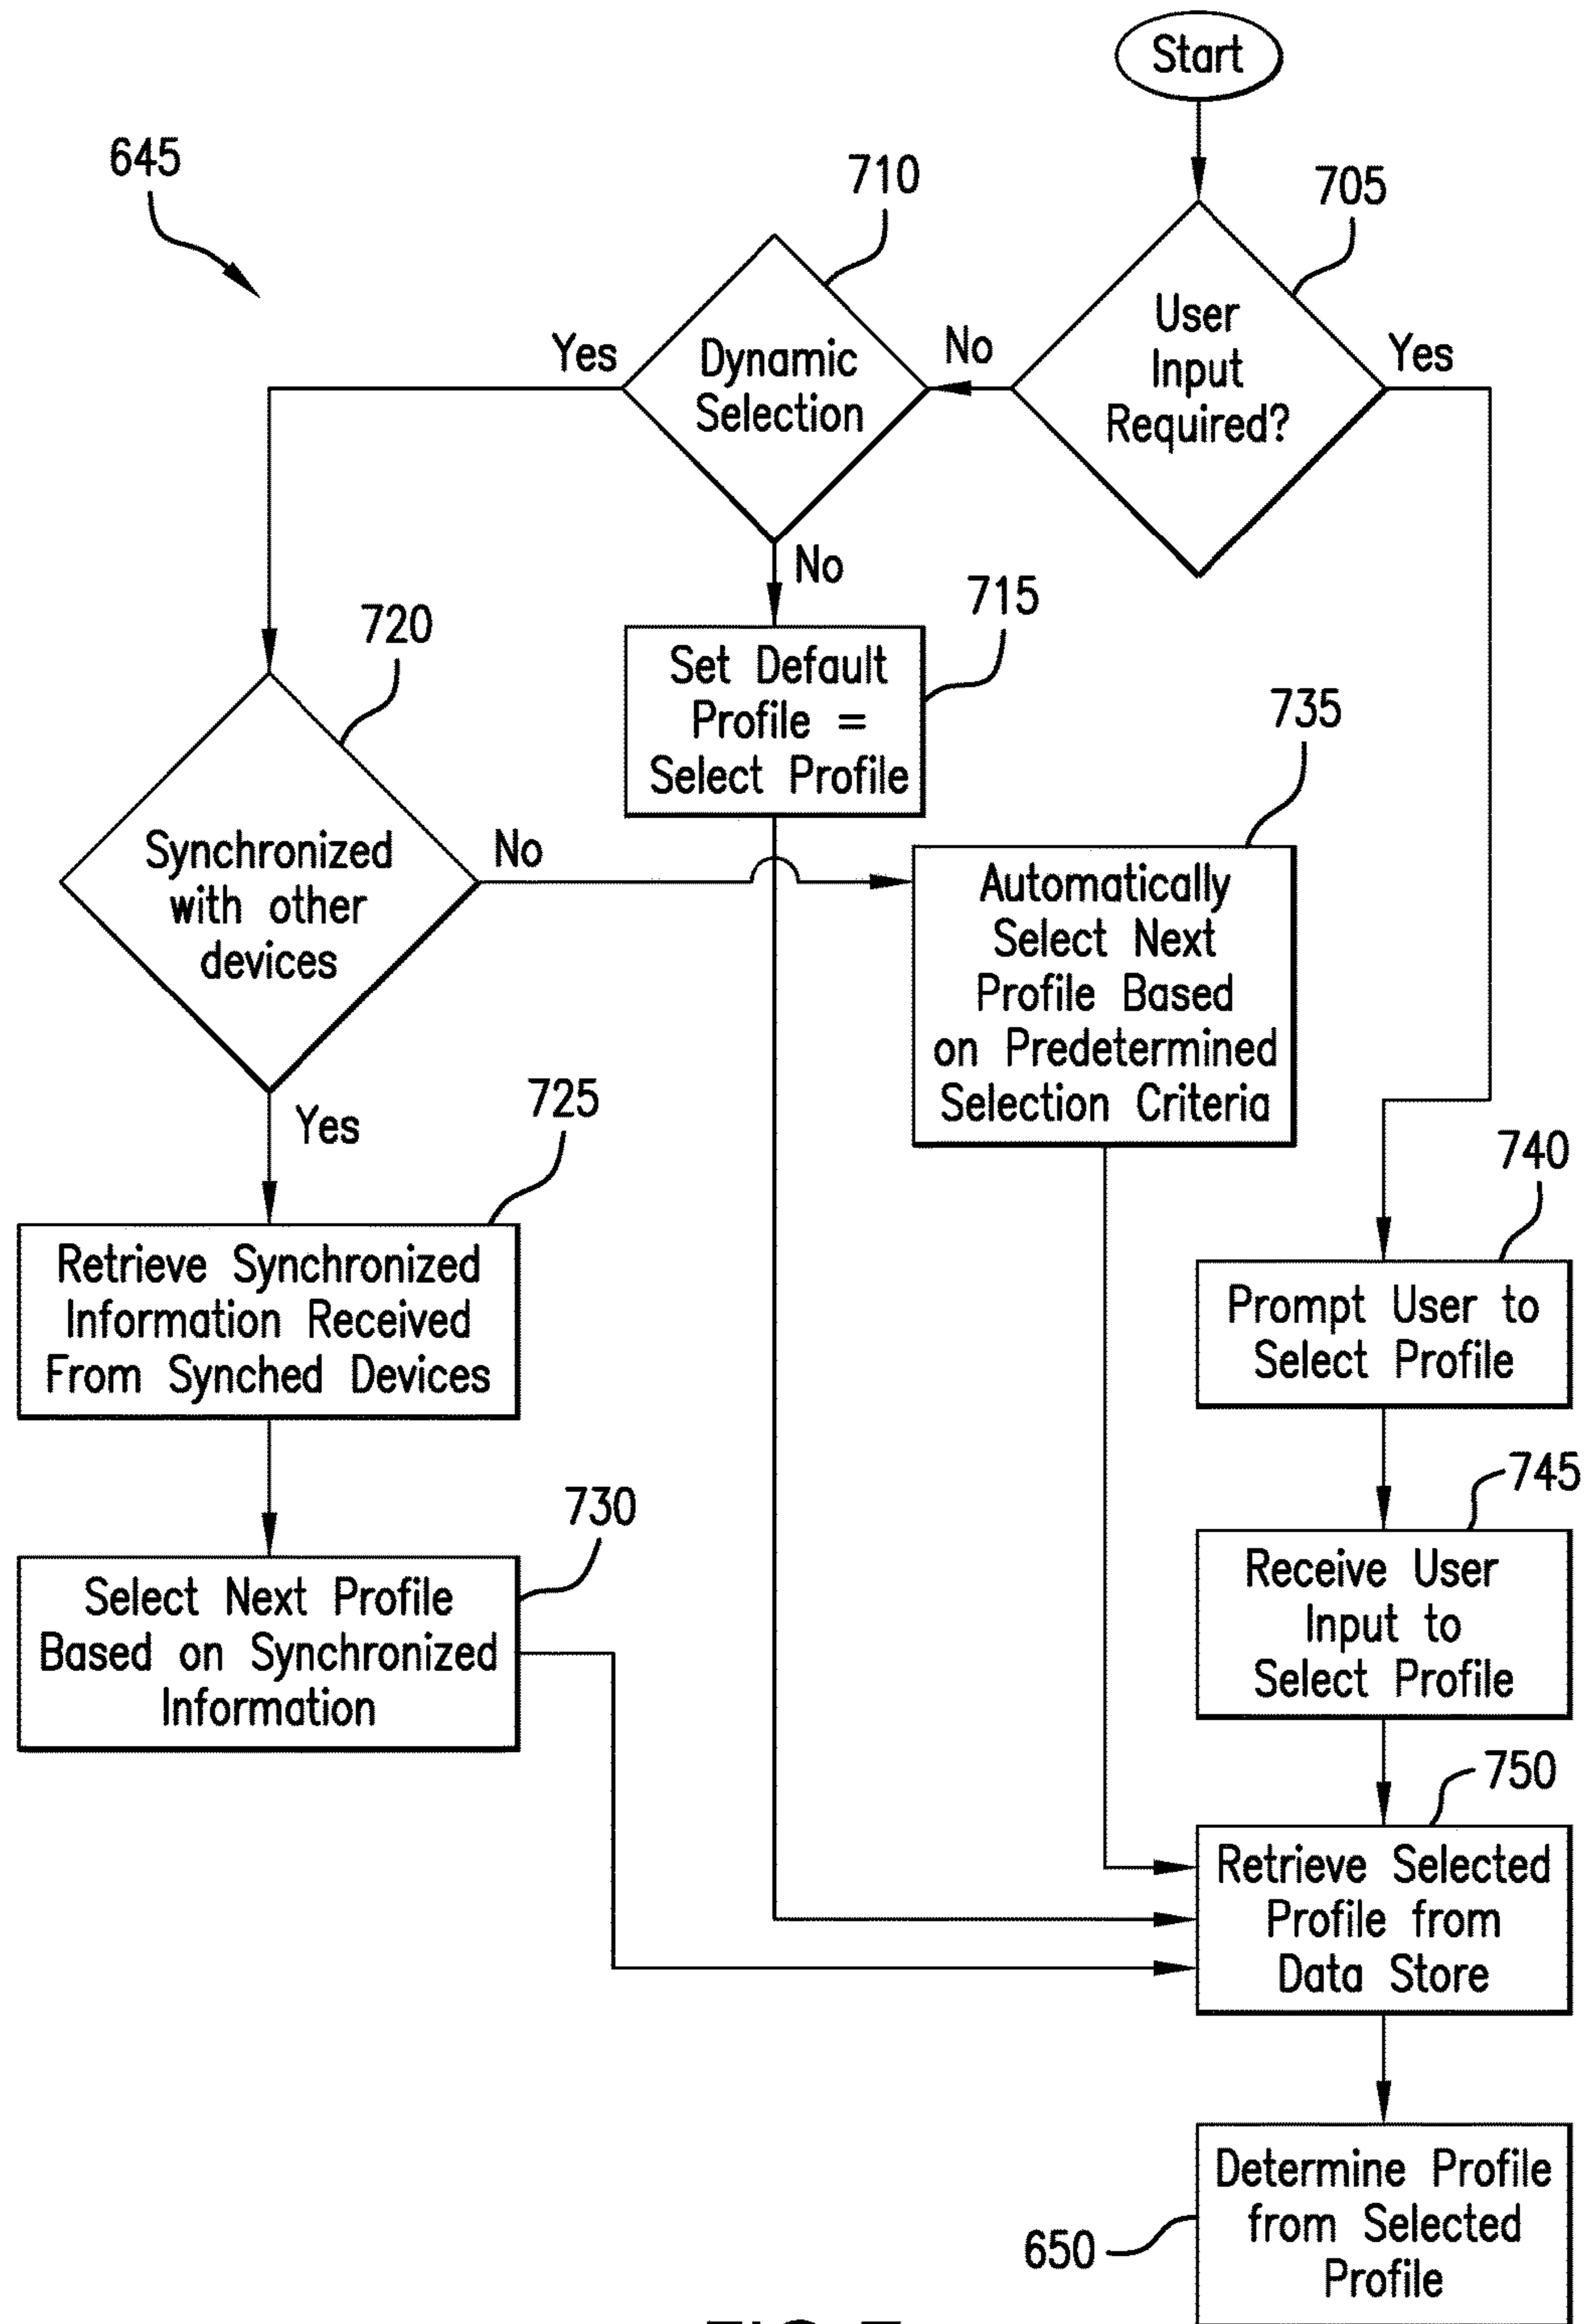 Start
645
710
705
User
Input
Required?
Yes
No
Dynamic
Selection
Yes
No
715
Set Default
Profile =
Select Profile
720
Synchronized
with other
devices
No
735
Automatically
Select Next
Profile Based
on Predetermined
Selection Criteria
Yes
725
Retrieve Synchronized
Information Received
From Synched Devices
740
Prompt User to
Select Profile
730
Select Next Profile
Based on Synchronized
Information
745
Receive User
Input to
Select Profile
750
Retrieve Selected
Profile from
Data Store
650
Determine Profile
from Selected
Profile